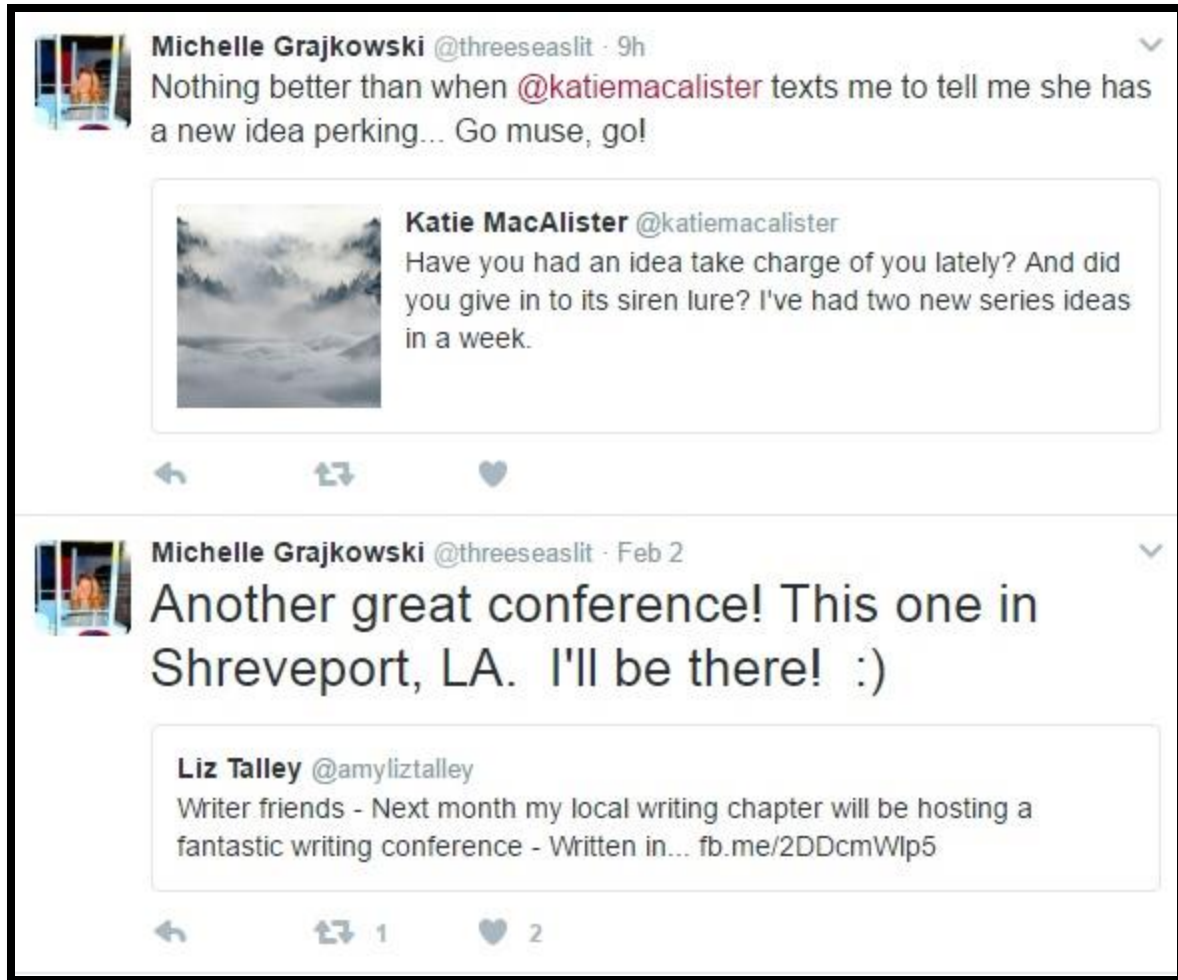 Michelle Grajkowski @threeseaslit · 9h
Nothing better than when @katiemacalister texts me to tell me she has
a new idea perking... Go muse, go!
Katie MacAlister @katiemacalister
Have you had an idea take charge of you lately? And did
you give in to its siren lure? I've had two new series ideas
in a week.
Michelle Grajkowski @threeseaslit · Feb 2
Another great conference! This one in
Shreveport, LA.  I'll be there!  :)
Liz Talley @amyliztalley
Writer friends - Next month my local writing chapter will be hosting a
fantastic writing conference - Written in... fb.me/2DDcmWlp5
1 2